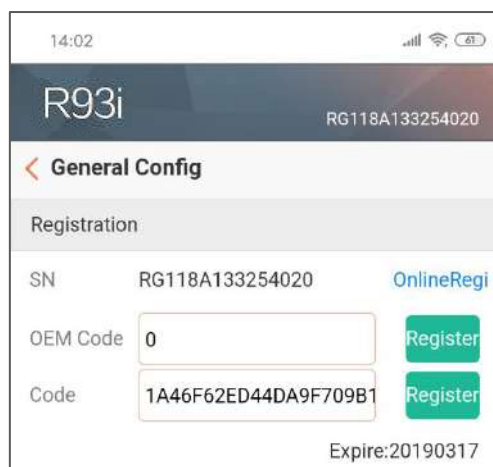 14:02 61
R93i
RG118A133254020
General Config
Registration
SN RG118A133254020 OnlineRegi
OEM Code 0 Register
Code 1A46F62ED44DA9F709B1 Register
Expire:20190317